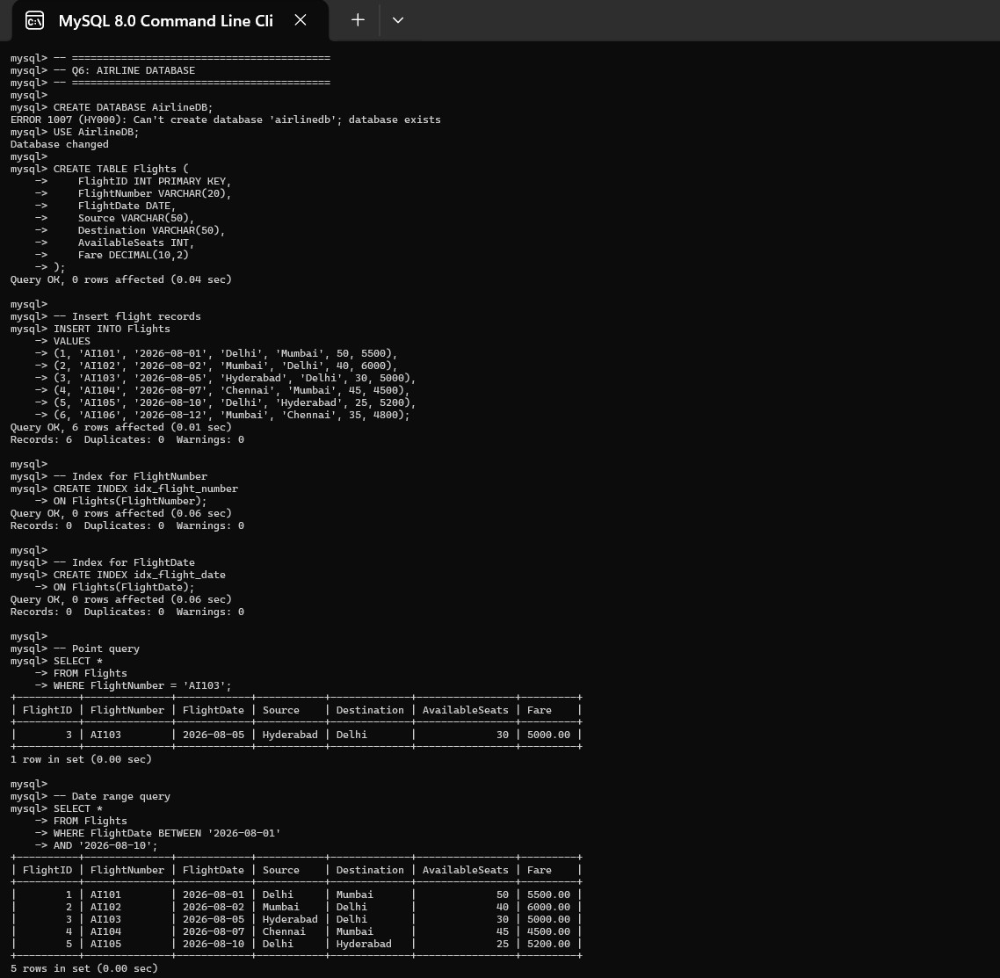 MySQL 8.0 Command Line Cli
mysql> -- ==========================================
mysql> -- Q6: AIRLINE DATABASE
mysql> -- ==========================================
mysql>
mysql> CREATE DATABASE AirlineDB;
ERROR 1007 (HY000): Can't create database 'airlinedb'; database exists
mysql> USE AirlineDB;
Database changed
mysql>
mysql> CREATE TABLE Flights (
    ->     FlightID INT PRIMARY KEY,
    ->     FlightNumber VARCHAR(20),
    ->     FlightDate DATE,
    ->     Source VARCHAR(50),
    ->     Destination VARCHAR(50),
    ->     AvailableSeats INT,
    ->     Fare DECIMAL(10,2)
    -> );
Query OK, 0 rows affected (0.04 sec)

mysql>
mysql> -- Insert flight records
mysql> INSERT INTO Flights
    -> VALUES
    -> (1, 'AI101', '2026-08-01', 'Delhi', 'Mumbai', 50, 5500),
    -> (2, 'AI102', '2026-08-02', 'Mumbai', 'Delhi', 40, 6000),
    -> (3, 'AI103', '2026-08-05', 'Hyderabad', 'Delhi', 30, 5000),
    -> (4, 'AI104', '2026-08-07', 'Chennai', 'Mumbai', 45, 4500),
    -> (5, 'AI105', '2026-08-10', 'Delhi', 'Hyderabad', 25, 5200),
    -> (6, 'AI106', '2026-08-12', 'Mumbai', 'Chennai', 35, 4800);
Query OK, 6 rows affected (0.01 sec)
Records: 6  Duplicates: 0  Warnings: 0

mysql>
mysql> -- Index for FlightNumber
mysql> CREATE INDEX idx_flight_number
    -> ON Flights(FlightNumber);
Query OK, 0 rows affected (0.06 sec)
Records: 0  Duplicates: 0  Warnings: 0

mysql>
mysql> -- Index for FlightDate
mysql> CREATE INDEX idx_flight_date
    -> ON Flights(FlightDate);
Query OK, 0 rows affected (0.06 sec)
Records: 0  Duplicates: 0  Warnings: 0

mysql>
mysql> -- Point query
mysql> SELECT *
    -> FROM Flights
    -> WHERE FlightNumber = 'AI103';
+----------+--------------+------------+-----------+-------------+----------------+---------+
| FlightID | FlightNumber | FlightDate | Source    | Destination | AvailableSeats | Fare    |
+----------+--------------+------------+-----------+-------------+----------------+---------+
|        3 | AI103        | 2026-08-05 | Hyderabad | Delhi       |             30 | 5000.00 |
+----------+--------------+------------+-----------+-------------+----------------+---------+
1 row in set (0.00 sec)

mysql>
mysql> -- Date range query
mysql> SELECT *
    -> FROM Flights
    -> WHERE FlightDate BETWEEN '2026-08-01'
    -> AND '2026-08-10';
+----------+--------------+------------+-----------+-------------+----------------+---------+
| FlightID | FlightNumber | FlightDate | Source    | Destination | AvailableSeats | Fare    |
+----------+--------------+------------+-----------+-------------+----------------+---------+
|        1 | AI101        | 2026-08-01 | Delhi     | Mumbai      |             50 | 5500.00 |
|        2 | AI102        | 2026-08-02 | Mumbai    | Delhi       |             40 | 6000.00 |
|        3 | AI103        | 2026-08-05 | Hyderabad | Delhi       |             30 | 5000.00 |
|        4 | AI104        | 2026-08-07 | Chennai   | Mumbai      |             45 | 4500.00 |
|        5 | AI105        | 2026-08-10 | Delhi     | Hyderabad   |             25 | 5200.00 |
+----------+--------------+------------+-----------+-------------+----------------+---------+
5 rows in set (0.00 sec)